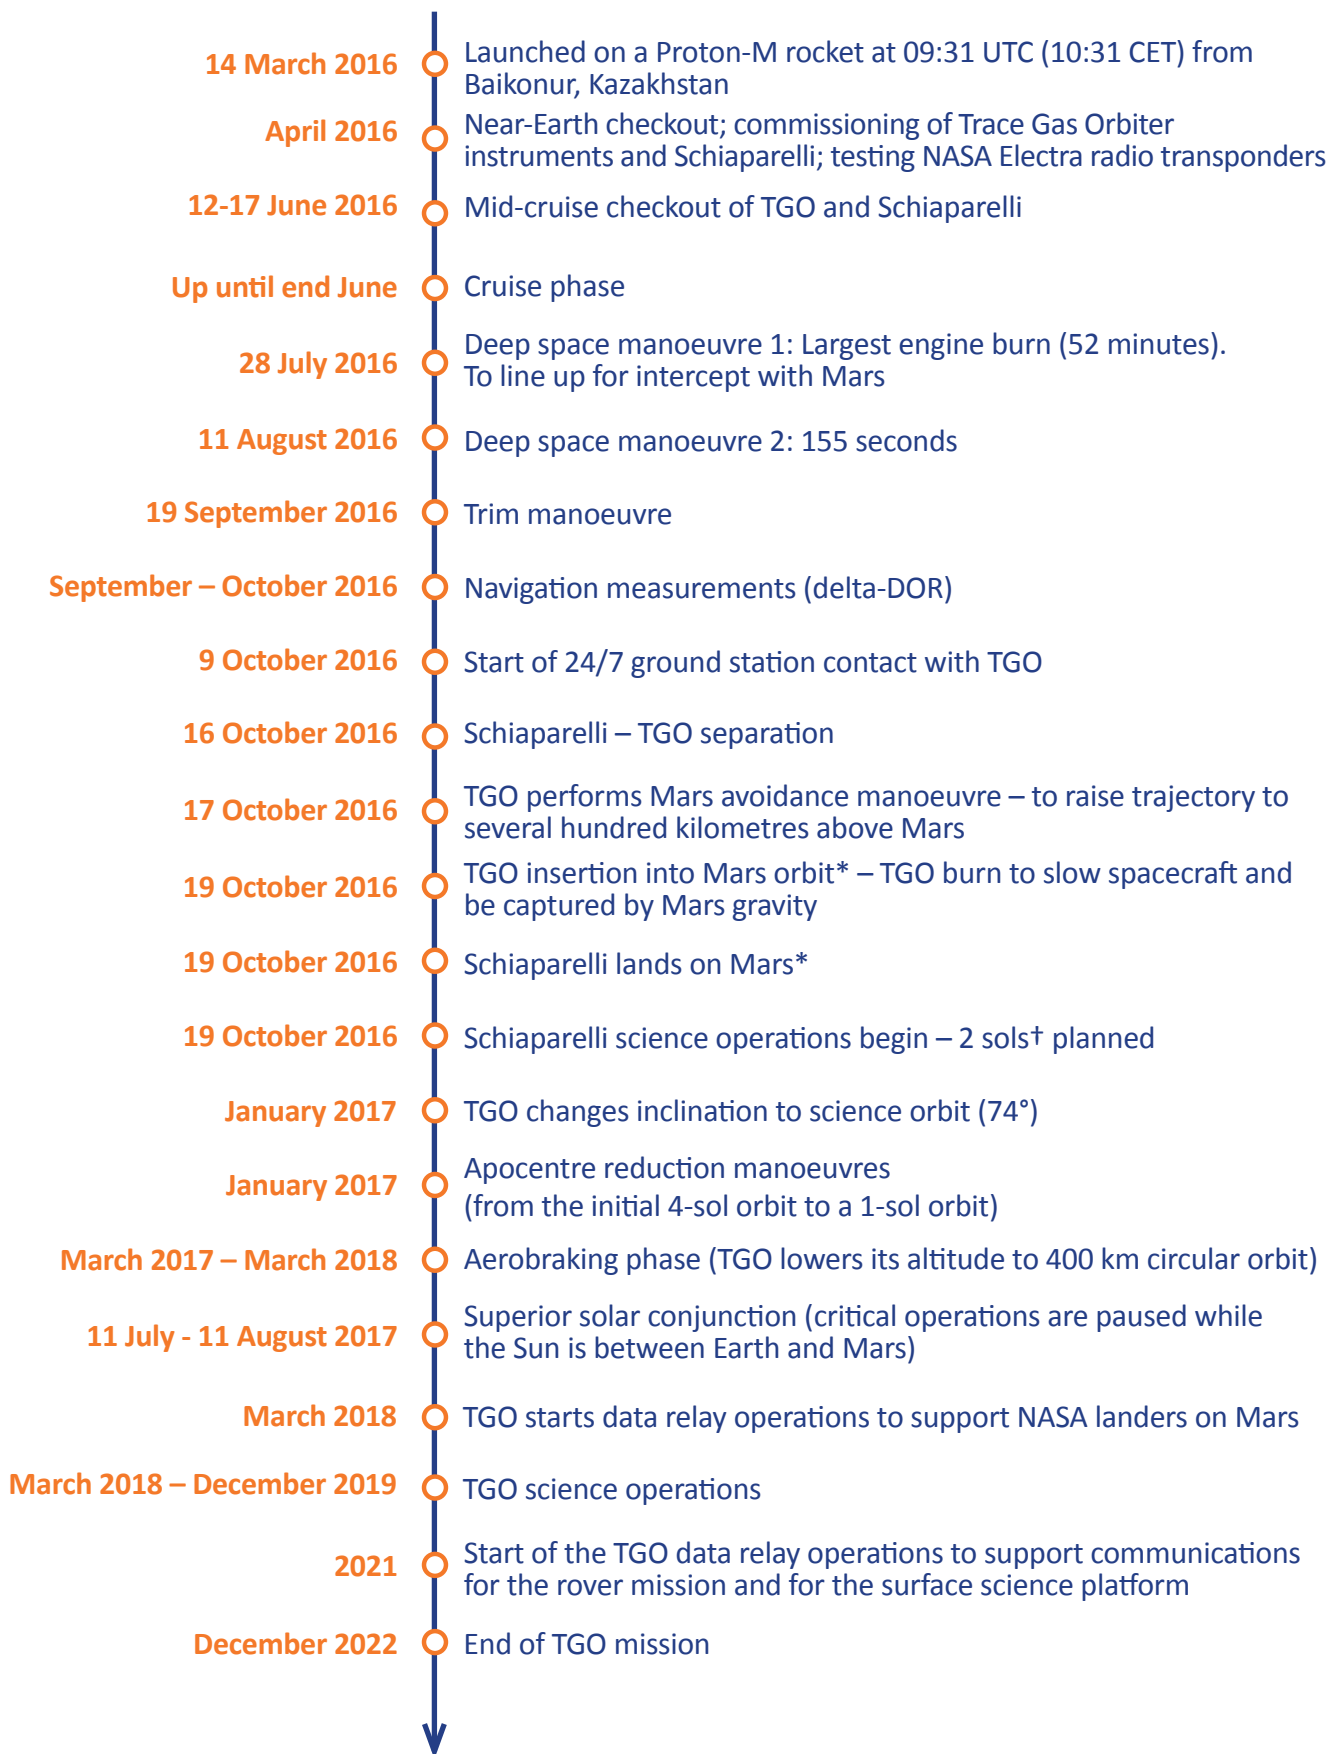 14 March 2016
Launched on a Proton-M rocket at 09:31 UTC (10:31 CET) from
Baikonur, Kazakhstan
April 2016
Near-Earth checkout; commissioning of Trace Gas Orbiter
instruments and Schiaparelli; testing NASA Electra radio transponders
12-17 June 2016
Mid-cruise checkout of TGO and Schiaparelli
Up until end June
Cruise phase
28 July 2016
Deep space manoeuvre 1: Largest engine burn (52 minutes).
To line up for intercept with Mars
11 August 2016
Deep space manoeuvre 2: 155 seconds
19 September 2016
Trim manoeuvre
September – October 2016
Navigation measurements (delta-DOR)
9 October 2016
Start of 24/7 ground station contact with TGO
16 October 2016
Schiaparelli – TGO separation
17 October 2016
TGO performs Mars avoidance manoeuvre – to raise trajectory to
several hundred kilometres above Mars
19 October 2016
TGO insertion into Mars orbit* – TGO burn to slow spacecraft and
be captured by Mars gravity
19 October 2016
Schiaparelli lands on Mars*
19 October 2016
Schiaparelli science operations begin – 2 sols† planned
January 2017
TGO changes inclination to science orbit (74°)
January 2017
Apocentre reduction manoeuvres
(from the initial 4-sol orbit to a 1-sol orbit)
March 2017 – March 2018
Aerobraking phase (TGO lowers its altitude to 400 km circular orbit)
11 July - 11 August 2017
Superior solar conjunction (critical operations are paused while
the Sun is between Earth and Mars)
March 2018
TGO starts data relay operations to support NASA landers on Mars
March 2018 – December 2019
TGO science operations
2021
Start of the TGO data relay operations to support communications
for the rover mission and for the surface science platform
December 2022
End of TGO mission